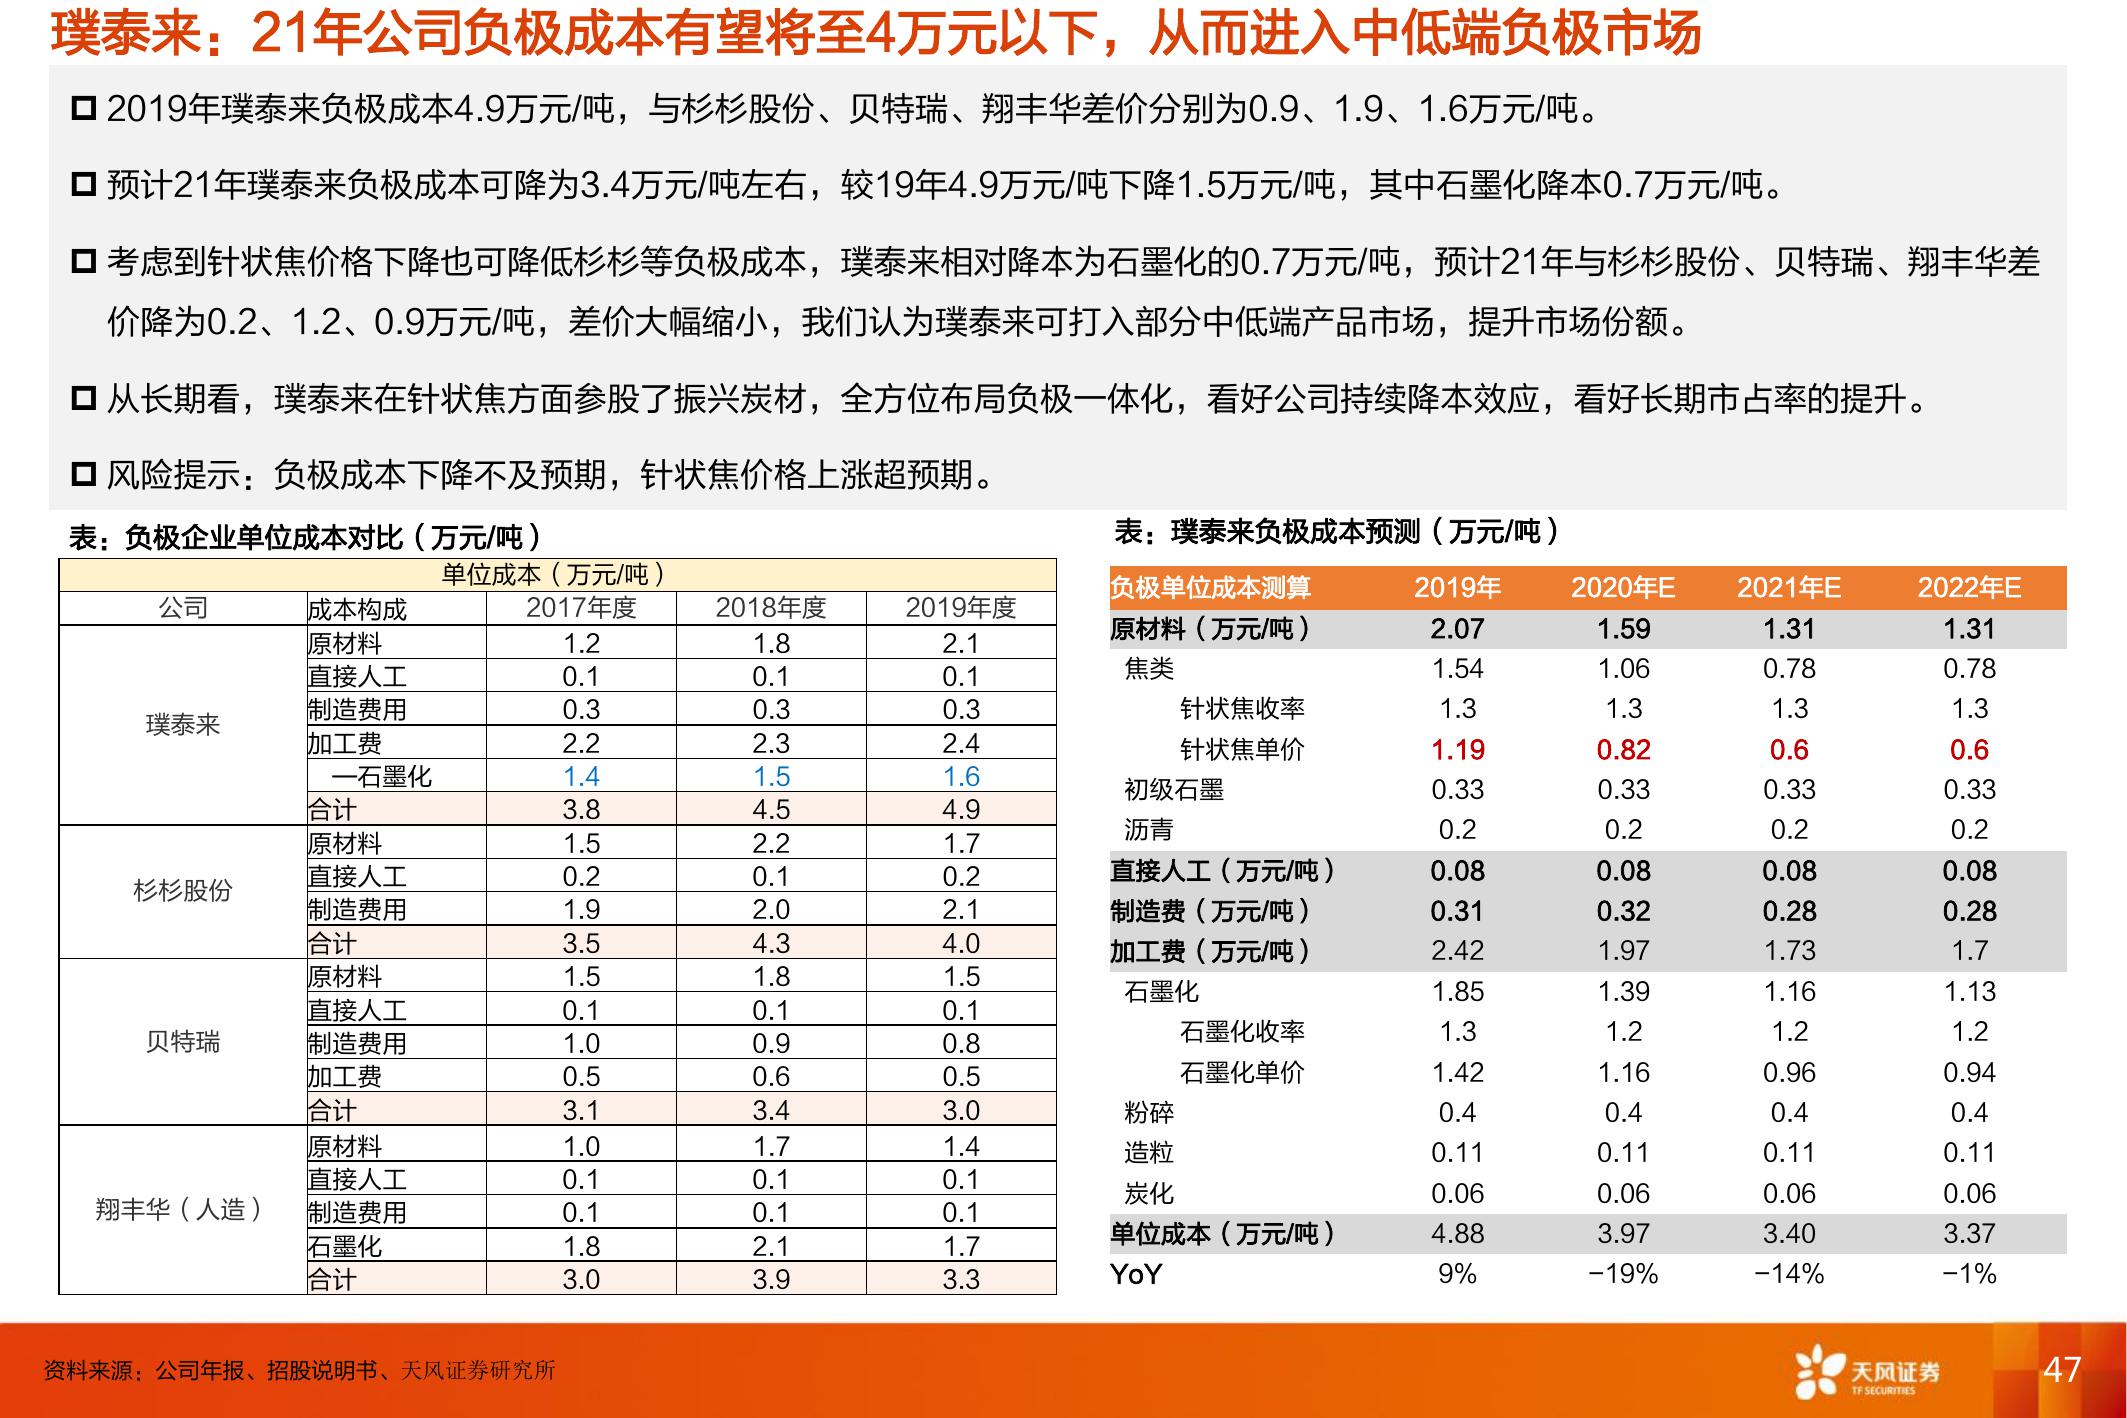 璞泰来：21年公司负极成本有望将至4万元以下，从而进入中低端负极市场
2019年璞泰来负极成本4.9万元/吨，与杉杉股份、贝特瑞、翔丰华差价分别为0.9、1.9、1.6万元/吨。
预计21年璞泰来负极成本可降为3.4万元/吨左右，较19年4.9万元/吨下降1.5万元/吨，其中石墨化降本0.7万元/吨。
考虑到针状焦价格下降也可降低杉杉等负极成本，璞泰来相对降本为石墨化的0.7万元/吨，预计21年与杉杉股份、贝特瑞、翔丰华差
价降为0.2、1.2、0.9万元/吨，差价大幅缩小，我们认为璞泰来可打入部分中低端产品市场，提升市场份额。
从长期看，璞泰来在针状焦方面参股了振兴炭材，全方位布局负极一体化，看好公司持续降本效应，看好长期市占率的提升。
风险提示：负极成本下降不及预期，针状焦价格上涨超预期。
表：负极企业单位成本对比（万元/吨）
单位成本（万元/吨）
公司 成本构成 2017年度 2018年度 2019年度
璞泰来
原材料 1.2 1.8 2.1
直接人工 0.1 0.1 0.1
制造费用 0.3 0.3 0.3
加工费 2.2 2.3 2.4
—石墨化 1.4 1.5 1.6
合计 3.8 4.5 4.9
杉杉股份
原材料 1.5 2.2 1.7
直接人工 0.2 0.1 0.2
制造费用 1.9 2.0 2.1
合计 3.5 4.3 4.0
贝特瑞
原材料 1.5 1.8 1.5
直接人工 0.1 0.1 0.1
制造费用 1.0 0.9 0.8
加工费 0.5 0.6 0.5
合计 3.1 3.4 3.0
翔丰华（人造）
原材料 1.0 1.7 1.4
直接人工 0.1 0.1 0.1
制造费用 0.1 0.1 0.1
石墨化 1.8 2.1 1.7
合计 3.0 3.9 3.3
表：璞泰来负极成本预测（万元/吨）
负极单位成本测算 2019年 2020年E 2021年E 2022年E
原材料（万元/吨） 2.07 1.59 1.31 1.31
焦类 1.54 1.06 0.78 0.78
针状焦收率 1.3 1.3 1.3 1.3
针状焦单价 1.19 0.82 0.6 0.6
初级石墨 0.33 0.33 0.33 0.33
沥青 0.2 0.2 0.2 0.2
直接人工（万元/吨） 0.08 0.08 0.08 0.08
制造费（万元/吨） 0.31 0.32 0.28 0.28
加工费（万元/吨） 2.42 1.97 1.73 1.7
石墨化 1.85 1.39 1.16 1.13
石墨化收率 1.3 1.2 1.2 1.2
石墨化单价 1.42 1.16 0.96 0.94
粉碎 0.4 0.4 0.4 0.4
造粒 0.11 0.11 0.11 0.11
炭化 0.06 0.06 0.06 0.06
单位成本（万元/吨） 4.88 3.97 3.40 3.37
YoY 9% -19% -14% -1%
资料来源：公司年报、招股说明书、天风证券研究所
天风证券
TF SECURITIES
47